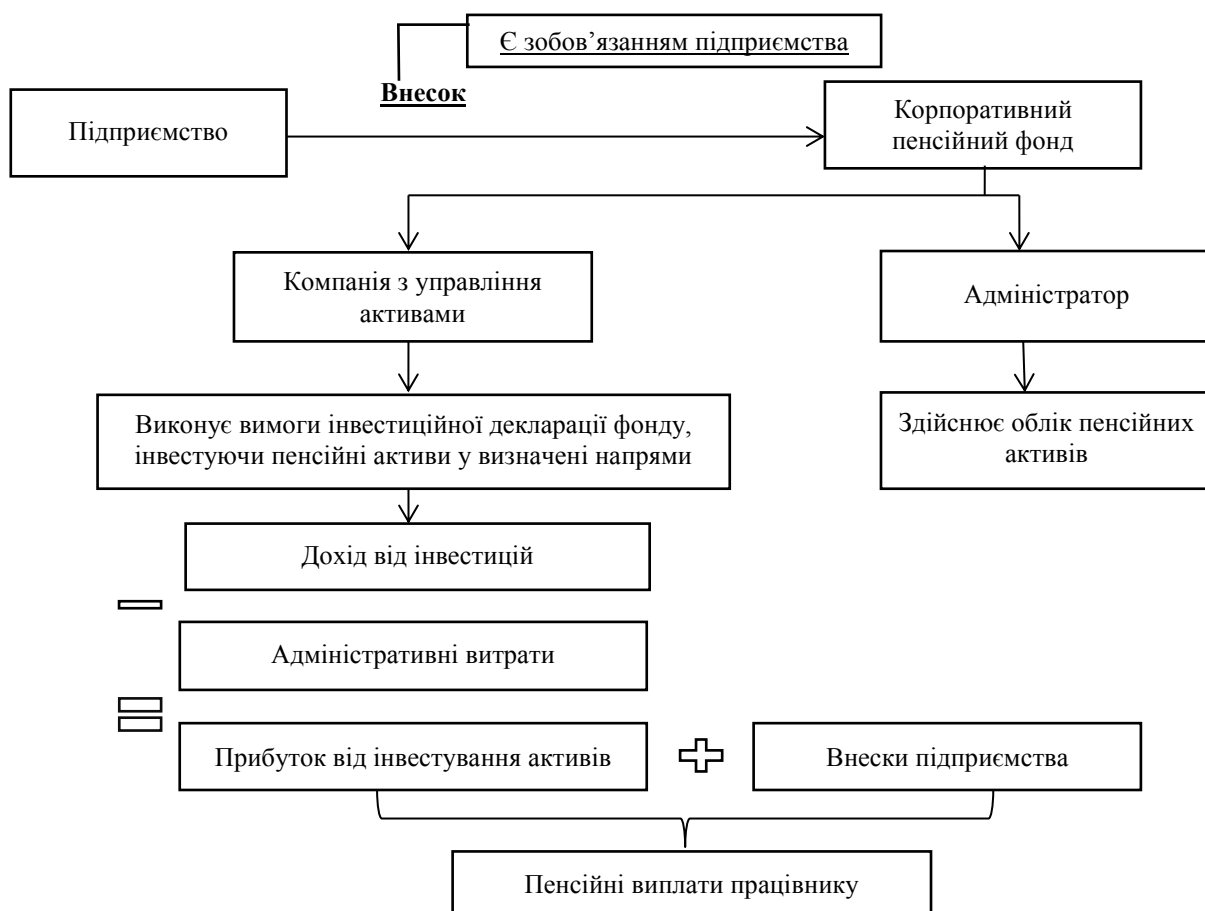 Є зобов’язанням підприємства
Внесок
Підприємство
Корпоративний
пенсійний фонд
Компанія з управління
активами
Адміністратор
Виконує вимоги інвестиційної декларації фонду,
інвестуючи пенсійні активи у визначені напрями
Здійснює облік пенсійних
активів
Дохід від інвестицій
Адміністративні витрати
Прибуток від інвестування активів
Внески підприємства
Пенсійні виплати працівнику